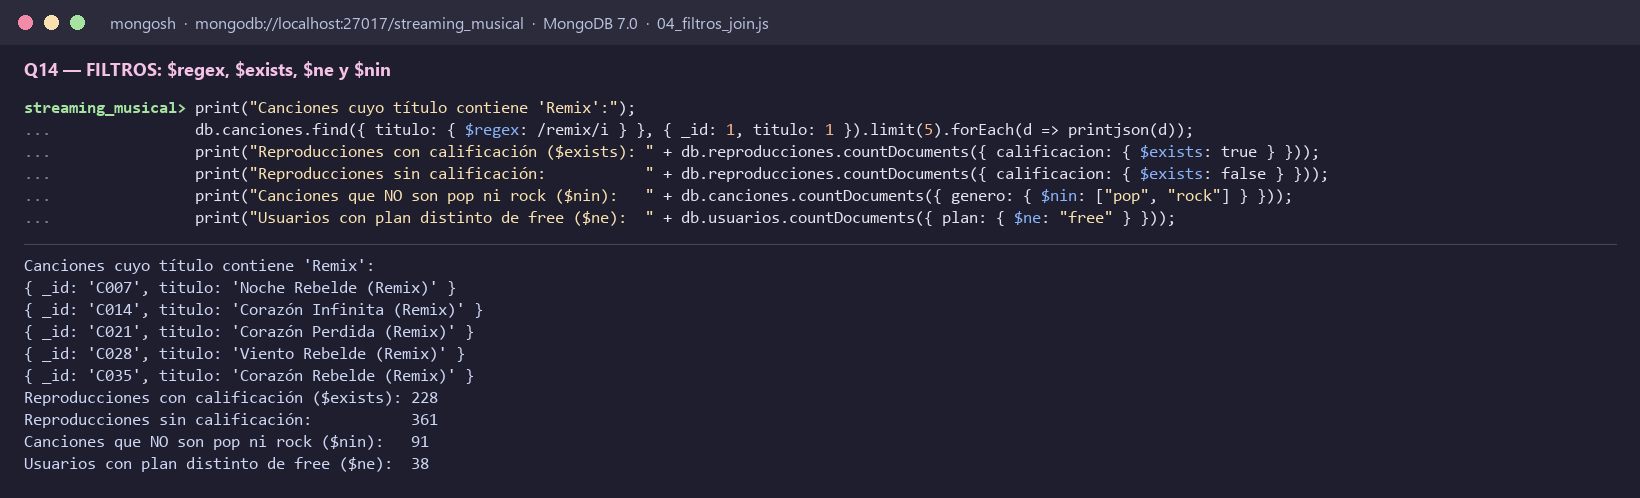 mongosh · mongodb://localhost:27017/streaming_musical · MongoDB 7.0 · 04_filtros_join.js
Q14 — FILTROS: $regex, $exists, $ne y $nin
streaming_musical> print("Canciones cuyo título contiene 'Remix':");
... db.canciones.find({ titulo: { $regex: /remix/i } }, { _id: 1, titulo: 1 }).limit(5).forEach(d => printjson(d));
... print("Reproducciones con calificación ($exists): " + db.reproducciones.countDocuments({ calificacion: { $exists: true } }));
... print("Reproducciones sin calificación:           " + db.reproducciones.countDocuments({ calificacion: { $exists: false } }));
... print("Canciones que NO son pop ni rock ($nin):   " + db.canciones.countDocuments({ genero: { $nin: ["pop", "rock"] } }));
... print("Usuarios con plan distinto de free ($ne):  " + db.usuarios.countDocuments({ plan: { $ne: "free" } }));
Canciones cuyo título contiene 'Remix':
{ _id: 'C007', titulo: 'Noche Rebelde (Remix)' }
{ _id: 'C014', titulo: 'Corazón Infinita (Remix)' }
{ _id: 'C021', titulo: 'Corazón Perdida (Remix)' }
{ _id: 'C028', titulo: 'Viento Rebelde (Remix)' }
{ _id: 'C035', titulo: 'Corazón Rebelde (Remix)' }
Reproducciones con calificación ($exists): 228
Reproducciones sin calificación:           361
Canciones que NO son pop ni rock ($nin):   91
Usuarios con plan distinto de free ($ne):  38